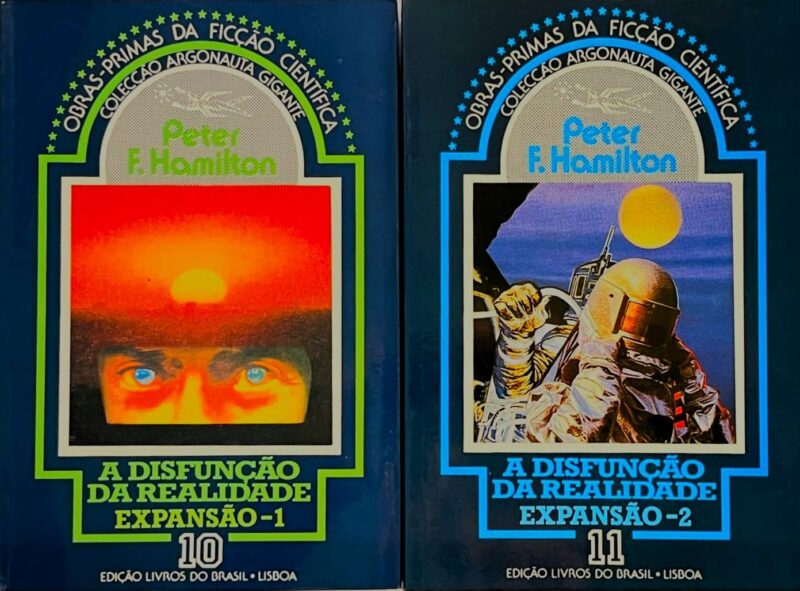 OBRAS-PRIMAS DA FICÇÃO CIENTÍFICA
COLECÇÃO ARGONAUTA GIGANTE
Peter
F. Hamilton
A DISFUNÇÃO
DA REALIDADE
EXPANSÃO-1
10
EDIÇÃO LIVROS DO BRASIL • LISBOA
OBRAS-PRIMAS DA FICÇÃO CIENTÍFICA
COLECÇÃO ARGONAUTA GIGANTE
Peter
F. Hamilton
A DISFUNÇÃO
DA REALIDADE
EXPANSÃO-2
11
EDIÇÃO LIVROS DO BRASIL • LISBOA